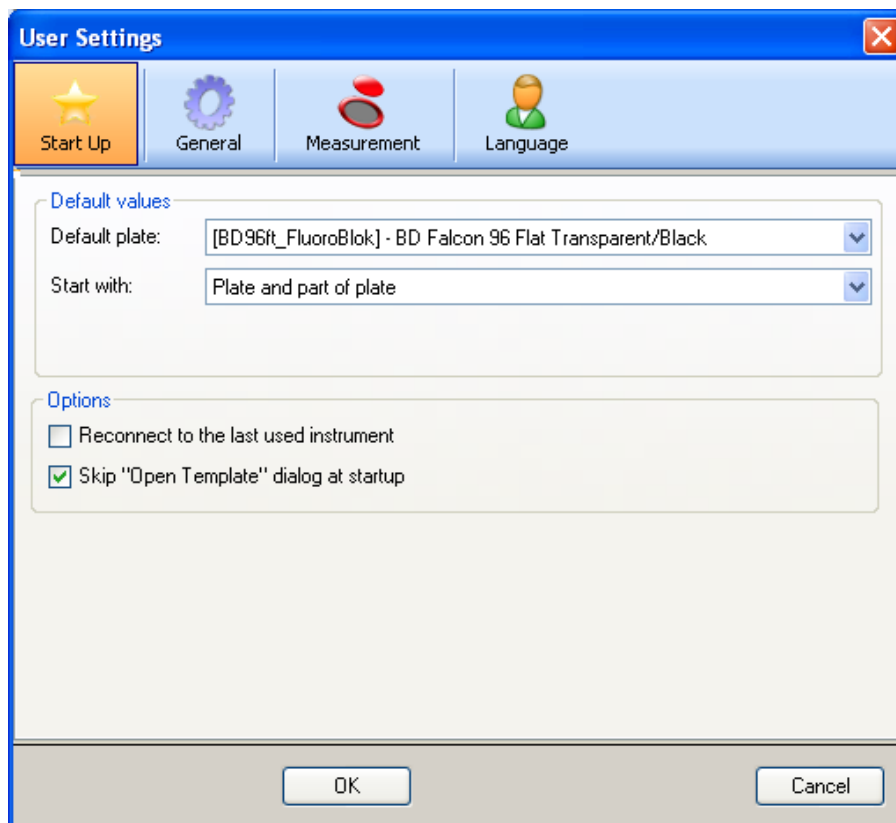 User Settings
Start Up
General
Measurement
Language
Default values
Default plate:
[BD96ft_FluoroBlok] - BD Falcon 96 Flat Transparent/Black
Start with:
Plate and part of plate
Options
Reconnect to the last used instrument
Skip "Open Template" dialog at startup
OK
Cancel